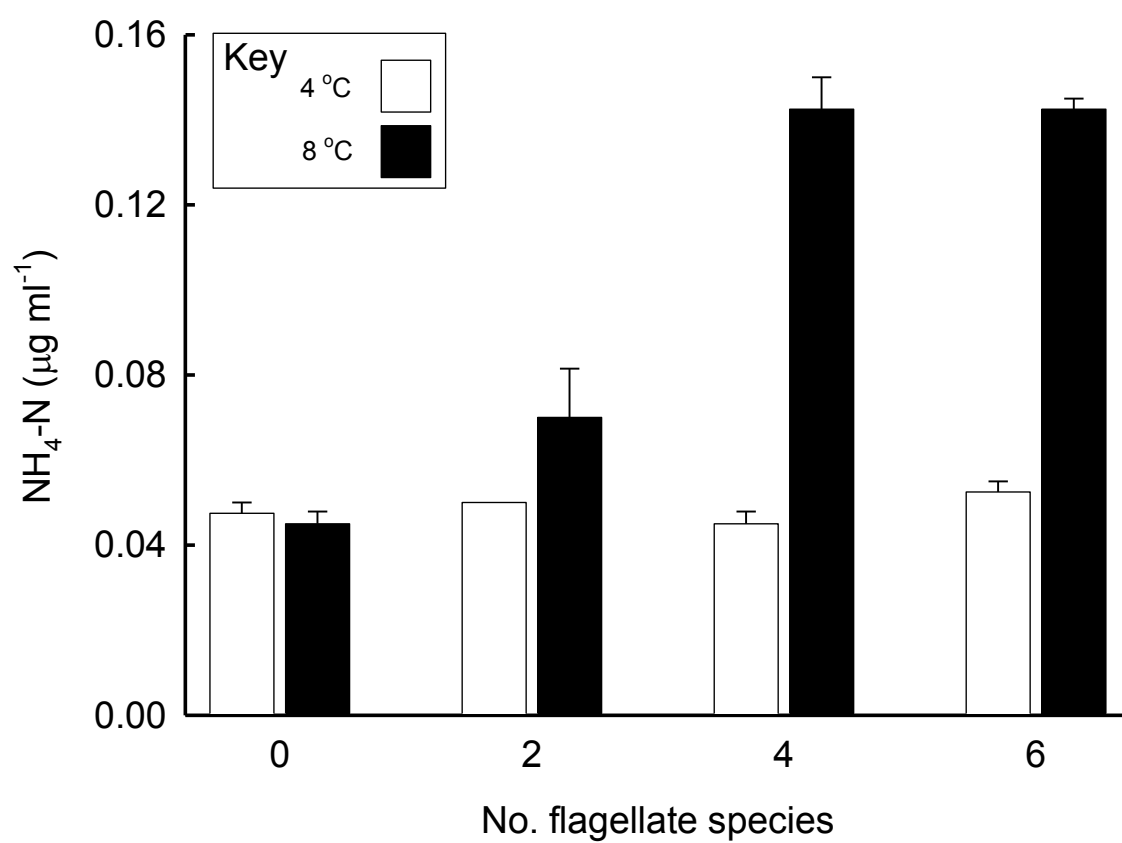 0.16
Key
4 °C
8 °C
0.12
0.08
0.04
0.00
NH₄-N (μg ml⁻¹)
0 2 4 6
No. flagellate species